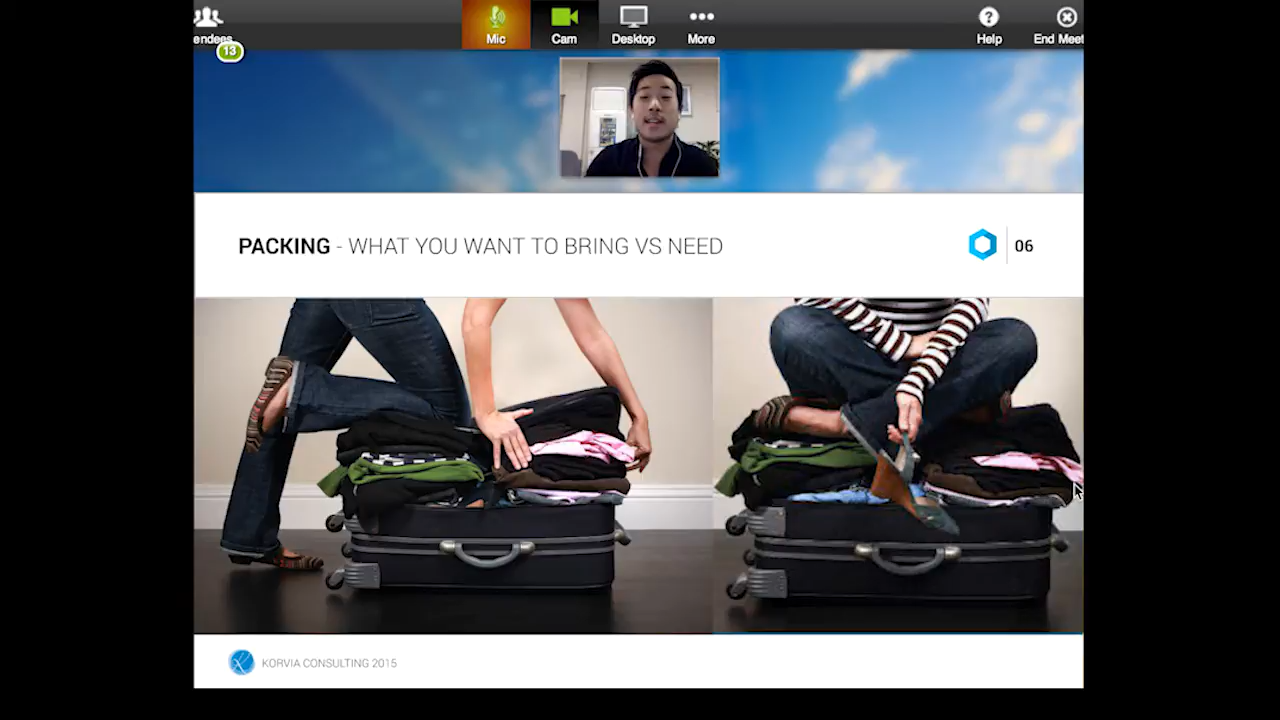 endees
13
Mic
Cam
Desktop
More
Help
End Meet
PACKING - WHAT YOU WANT TO BRING VS NEED
06
KORVIA CONSULTING 2015